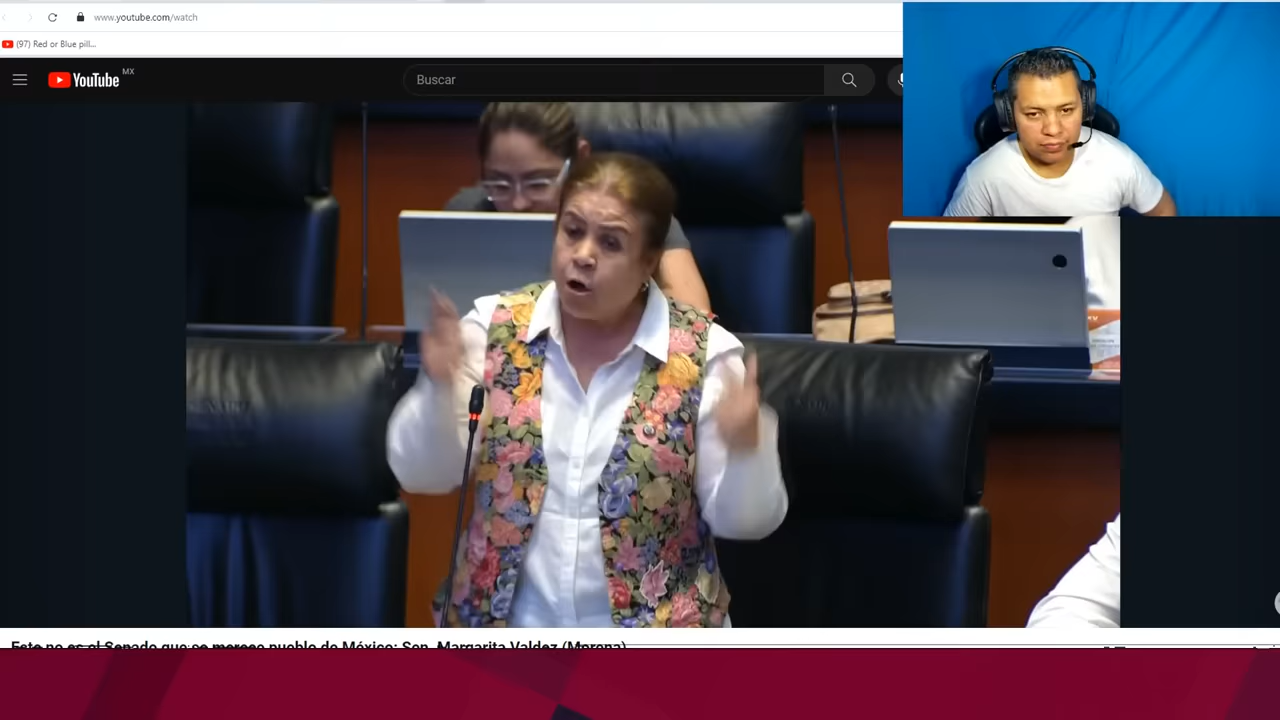 www.youtube.com/watch
(97) Red or Blue pill...
YouTube MX
Buscar
Este no es el Senado que se merece pueblo de México: Sen. Margarita Valdez (Morena)